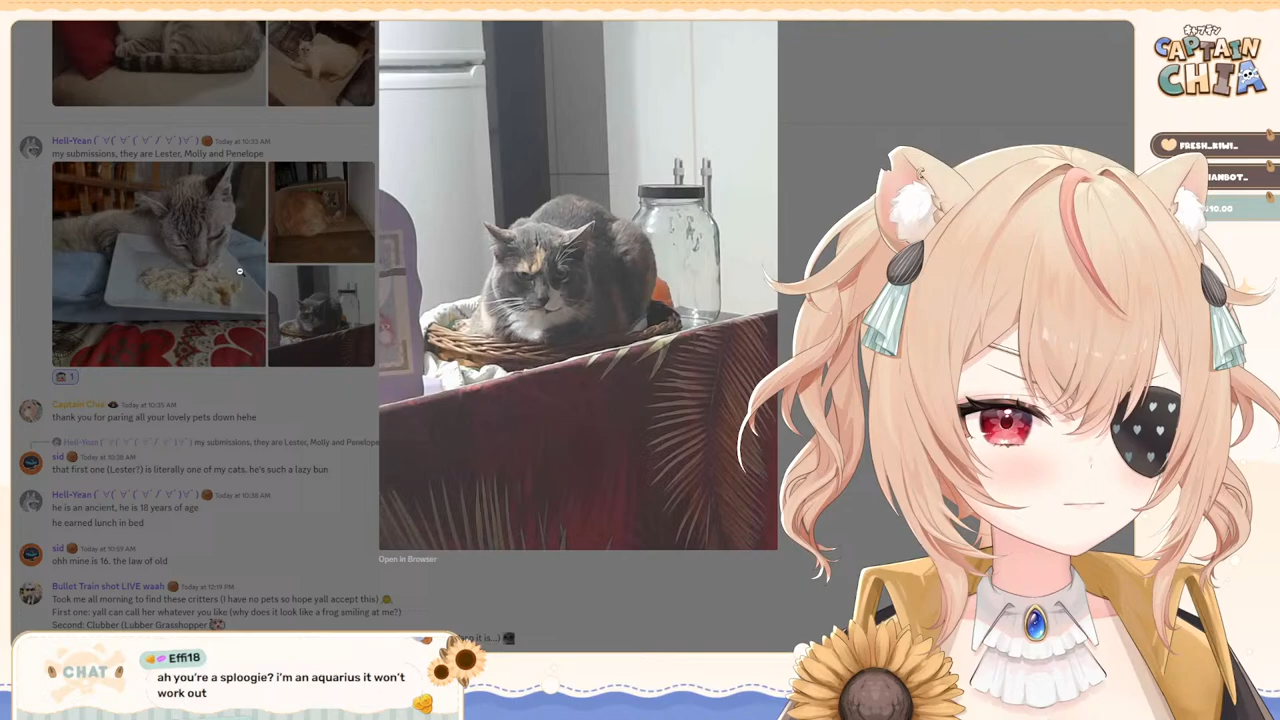 キャプテン
CAPTAIN
CHIA
FRESH_KIWI_
IANBOT_
$10.00
Today at 10:33 AM
my submissions, they are Lester, Molly and Penelope
1
Captain Chia Today at 10:35 AM
thank you for paring all your lovely pets down hehe
my submissions, they are Lester, Molly and Penelope
sid Today at 10:38 AM
that first one (Lester?) is literally one of my cats. he's such a lazy bun
Hell-Yean Today at 10:38 AM
he is an ancient, he is 18 years of age
he earned lunch in bed
sid Today at 10:59 AM
ohh mine is 16. the law of old
Bullet Train shot LIVE waah Today at 12:19 PM
Took me all morning to find these critters (I have no pets so hope yall accept this)
First one: yall can call her whatever you like (why does it look like a frog smiling at me?)
Second: Clubber (Lubber Grasshopper
it is...)
Open in Browser
CHAT
Effi18
ah you're a sploogie? i'm an aquarius it won't
work out